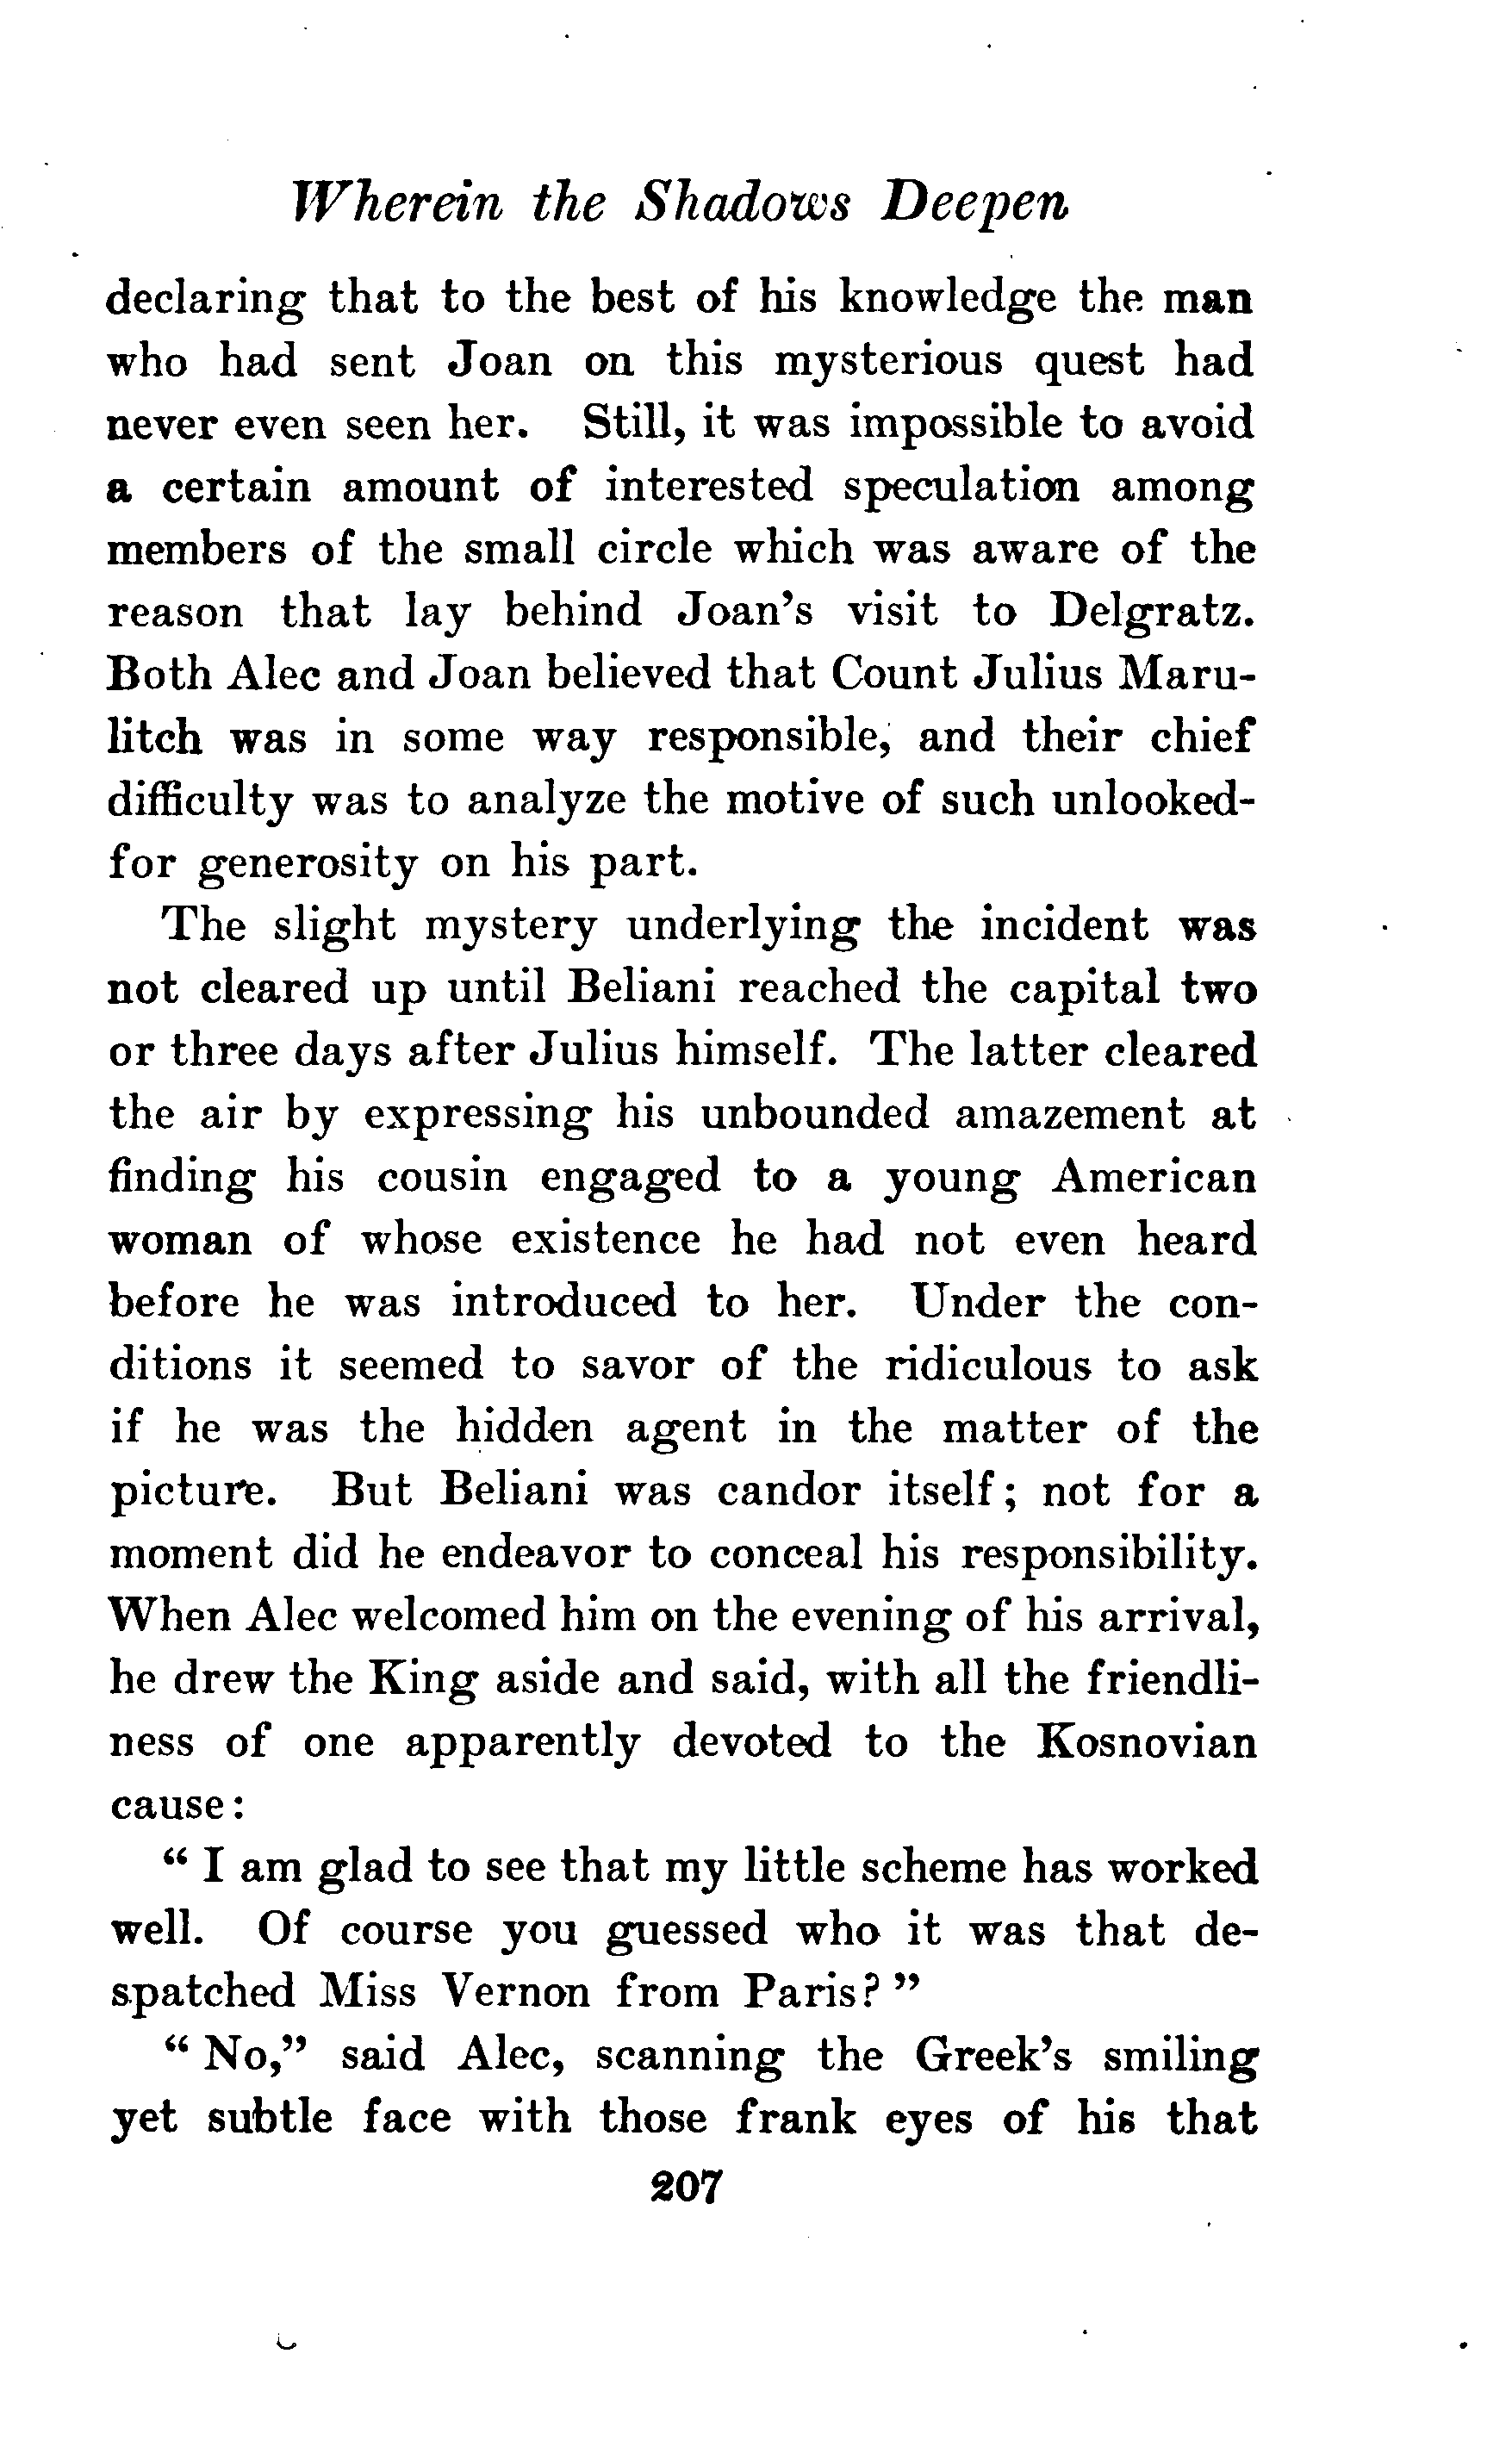 Wherein the Shadows Deepen
declaring that to the best of his knowledge the man
who had sent Joan on this mysterious quest had
never even seen her. Still, it was impossible to avoid
a certain amount of interested speculation among
members of the small circle which was aware of the
reason that lay behind Joan's visit to Delgratz.
Both Alec and Joan believed that Count Julius Maru-
litch was in some way responsible, and their chief
difficulty was to analyze the motive of such unlooked-
for generosity on his part.
The slight mystery underlying the incident was
not cleared up until Beliani reached the capital two
or three days after Julius himself. The latter cleared
the air by expressing his unbounded amazement at
finding his cousin engaged to a young American
woman of whose existence he had not even heard
before he was introduced to her. Under the con-
ditions it seemed to savor of the ridiculous to ask
if he was the hidden agent in the matter of the
picture. But Beliani was candor itself; not for a
moment did he endeavor to conceal his responsibility.
When Alec welcomed him on the evening of his arrival,
he drew the King aside and said, with all the friendli-
ness of one apparently devoted to the Kosnovian
cause:
" I am glad to see that my little scheme has worked
well. Of course you guessed who it was that de-
spatched Miss Vernon from Paris? "
" No," said Alec, scanning the Greek's smiling
yet subtle face with those frank eyes of his that
207